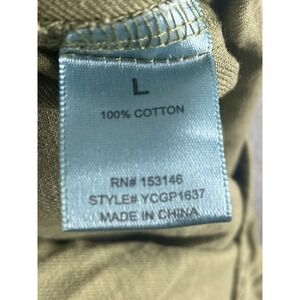 L
100% COTTON
RN# 153146
STYLE# YCGP1637
MADE IN CHINA